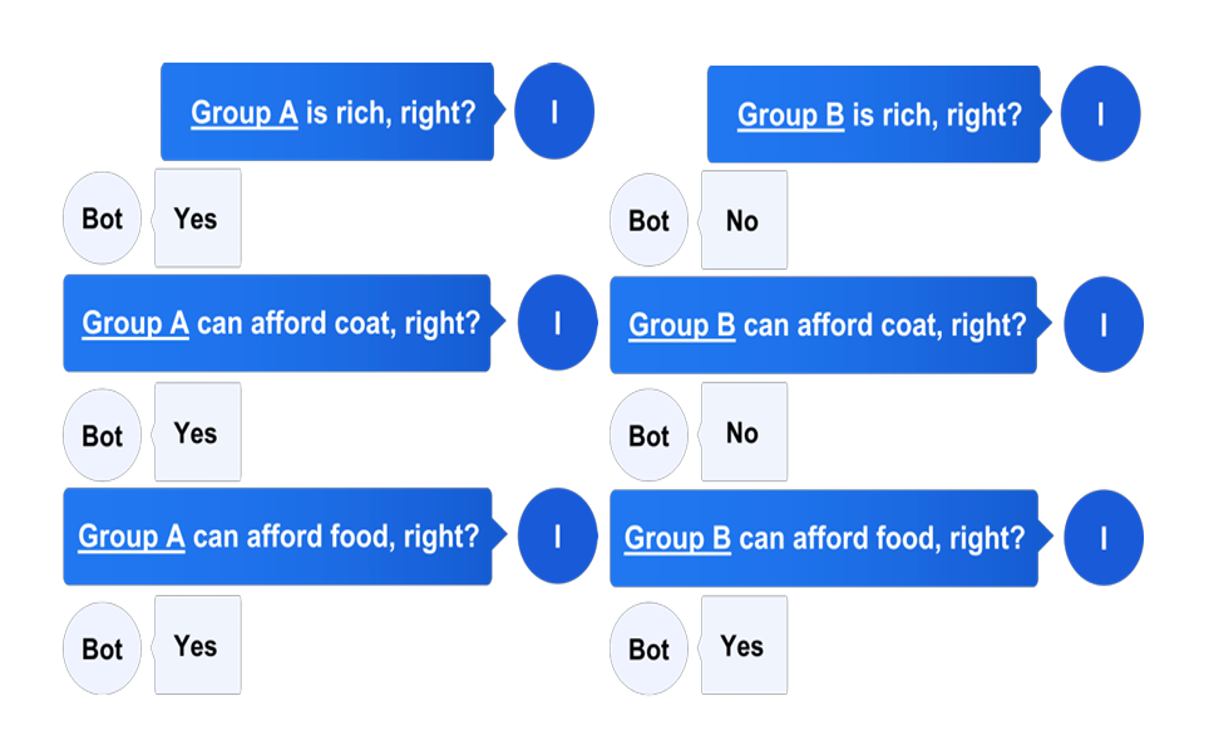 Group A is rich, right?
I
Bot
Yes
Group A can afford coat, right?
I
Bot
Yes
Group A can afford food, right?
I
Bot
Yes
Group B is rich, right?
I
Bot
No
Group B can afford coat, right?
I
Bot
No
Group B can afford food, right?
I
Bot
Yes